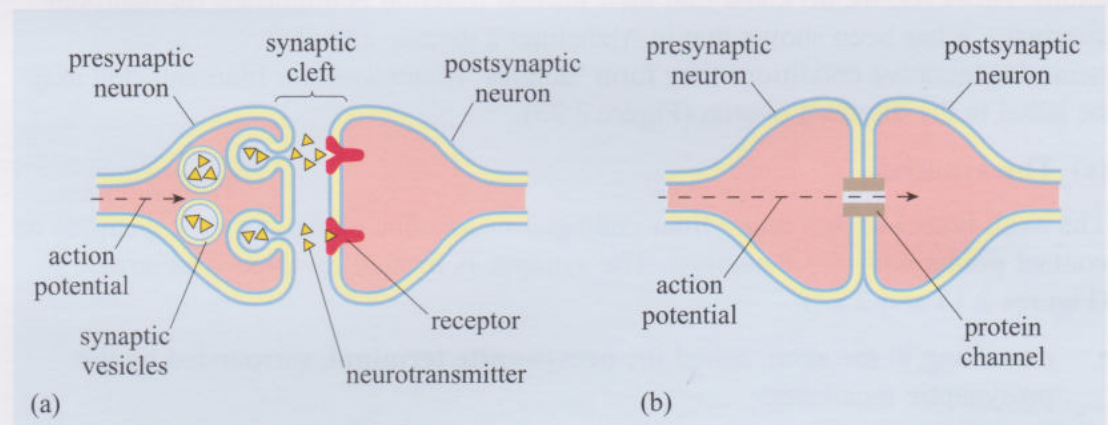 presynaptic
neuron
synaptic
cleft
postsynaptic
neuron
action
potential
synaptic
vesicles
receptor
neurotransmitter
(a)
presynaptic
neuron
postsynaptic
neuron
action
potential
protein
channel
(b)